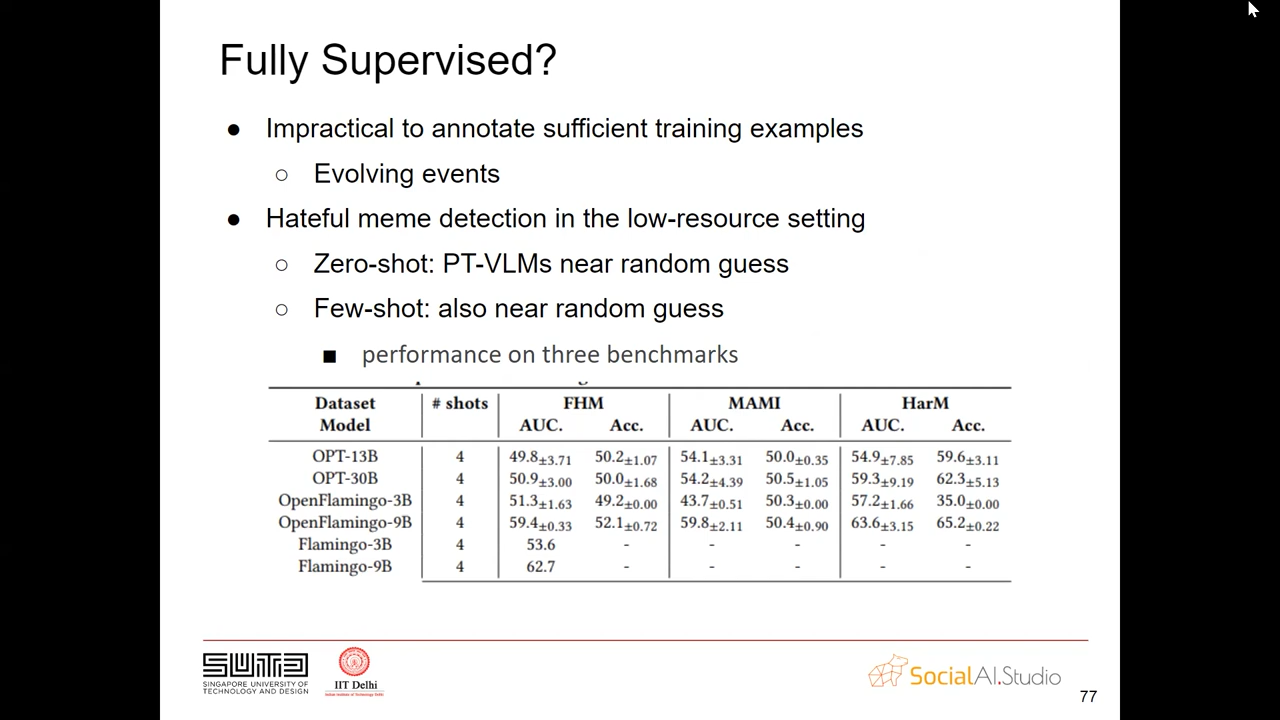 Fully Supervised?
● Impractical to annotate sufficient training examples
○ Evolving events
● Hateful meme detection in the low-resource setting
○ Zero-shot: PT-VLMs near random guess
○ Few-shot: also near random guess
■ performance on three benchmarks
Dataset # shots FHM MAMI HarM
Model AUC. Acc. AUC. Acc. AUC. Acc.
OPT-13B 4 49.8±3.71 50.2±1.07 54.1±3.31 50.0±0.35 54.9±7.85 59.6±3.11
OPT-30B 4 50.9±3.00 50.0±1.68 54.2±4.39 50.5±1.05 59.3±9.19 62.3±5.13
OpenFlamingo-3B 4 51.3±1.63 49.2±0.00 43.7±0.51 50.3±0.00 57.2±1.66 35.0±0.00
OpenFlamingo-9B 4 59.4±0.33 52.1±0.72 59.8±2.11 50.4±0.90 63.6±3.15 65.2±0.22
Flamingo-3B 4 53.6 - - - - -
Flamingo-9B 4 62.7 - - - - -
SUTD
SINGAPORE UNIVERSITY OF
TECHNOLOGY AND DESIGN
IIT Delhi
Indian Institute of Technology Delhi
SocialAI.Studio
77